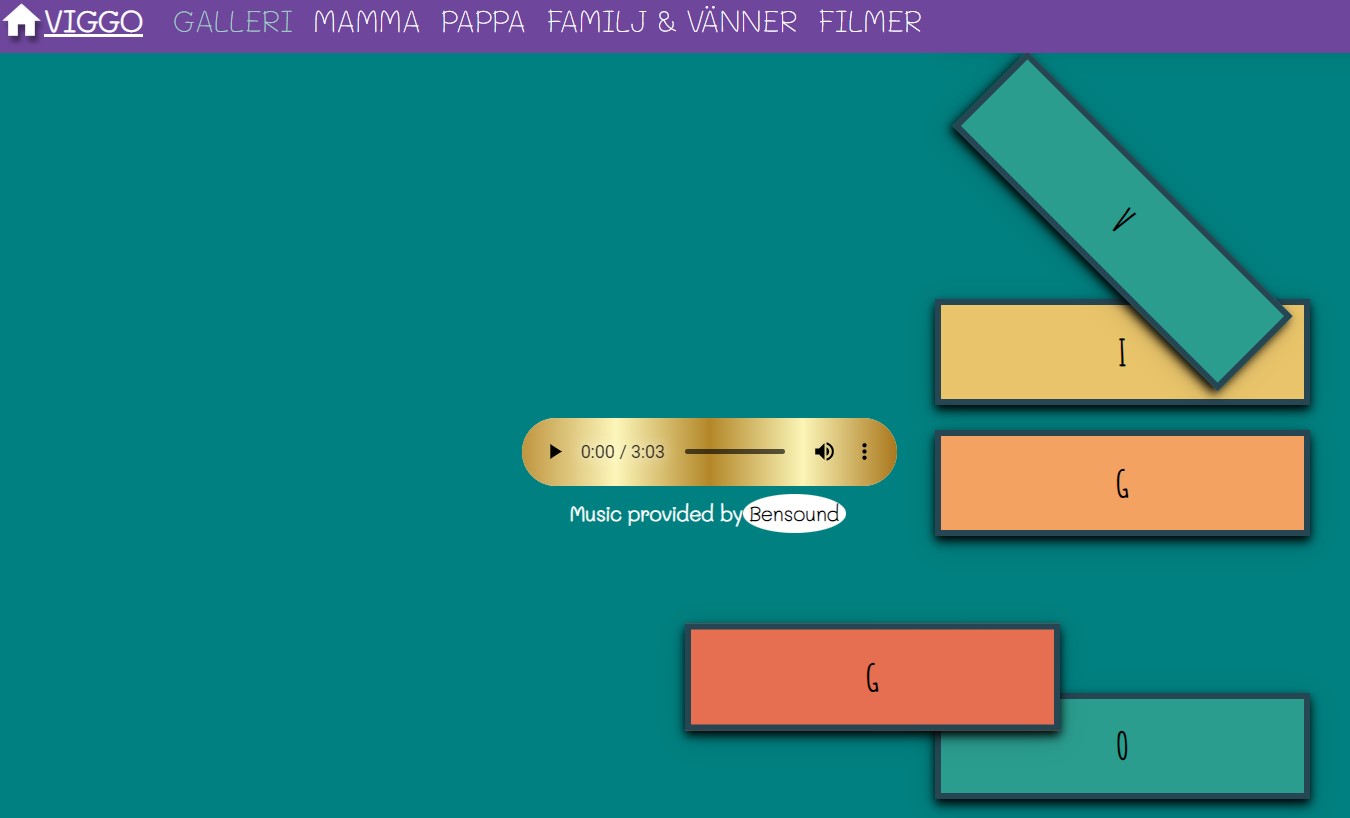 VIGGO GALLERI MAMMA PAPPA FAMILJ & VÄNNER FILMER
V
I
0:00 / 3:03
G
Music provided by Bensound
G
O